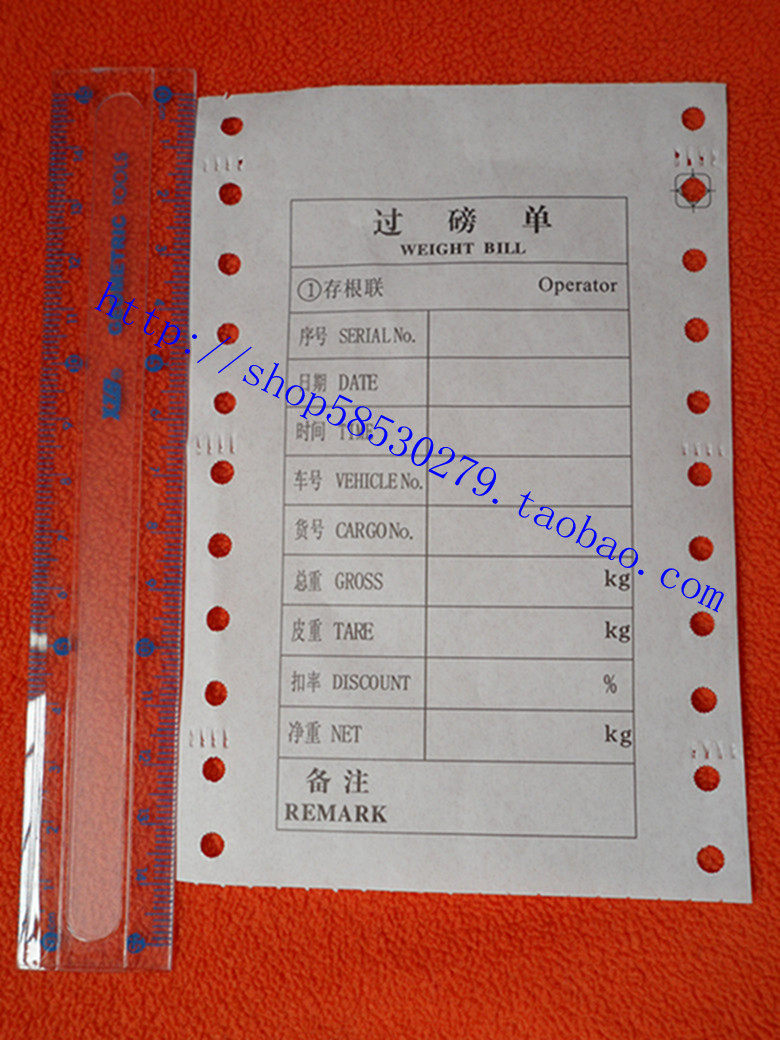 过 磅 单
WEIGHT BILL
①存根联 Operator
序号 SERIAL No.
日期 DATE
时间 TIME
车号 VEHICLE No.
货号 CARGO No.
总重 GROSS kg
皮重 TARE kg
扣率 DISCOUNT %
净重 NET kg
备 注
REMARK
http://shop58530279.taobao.com